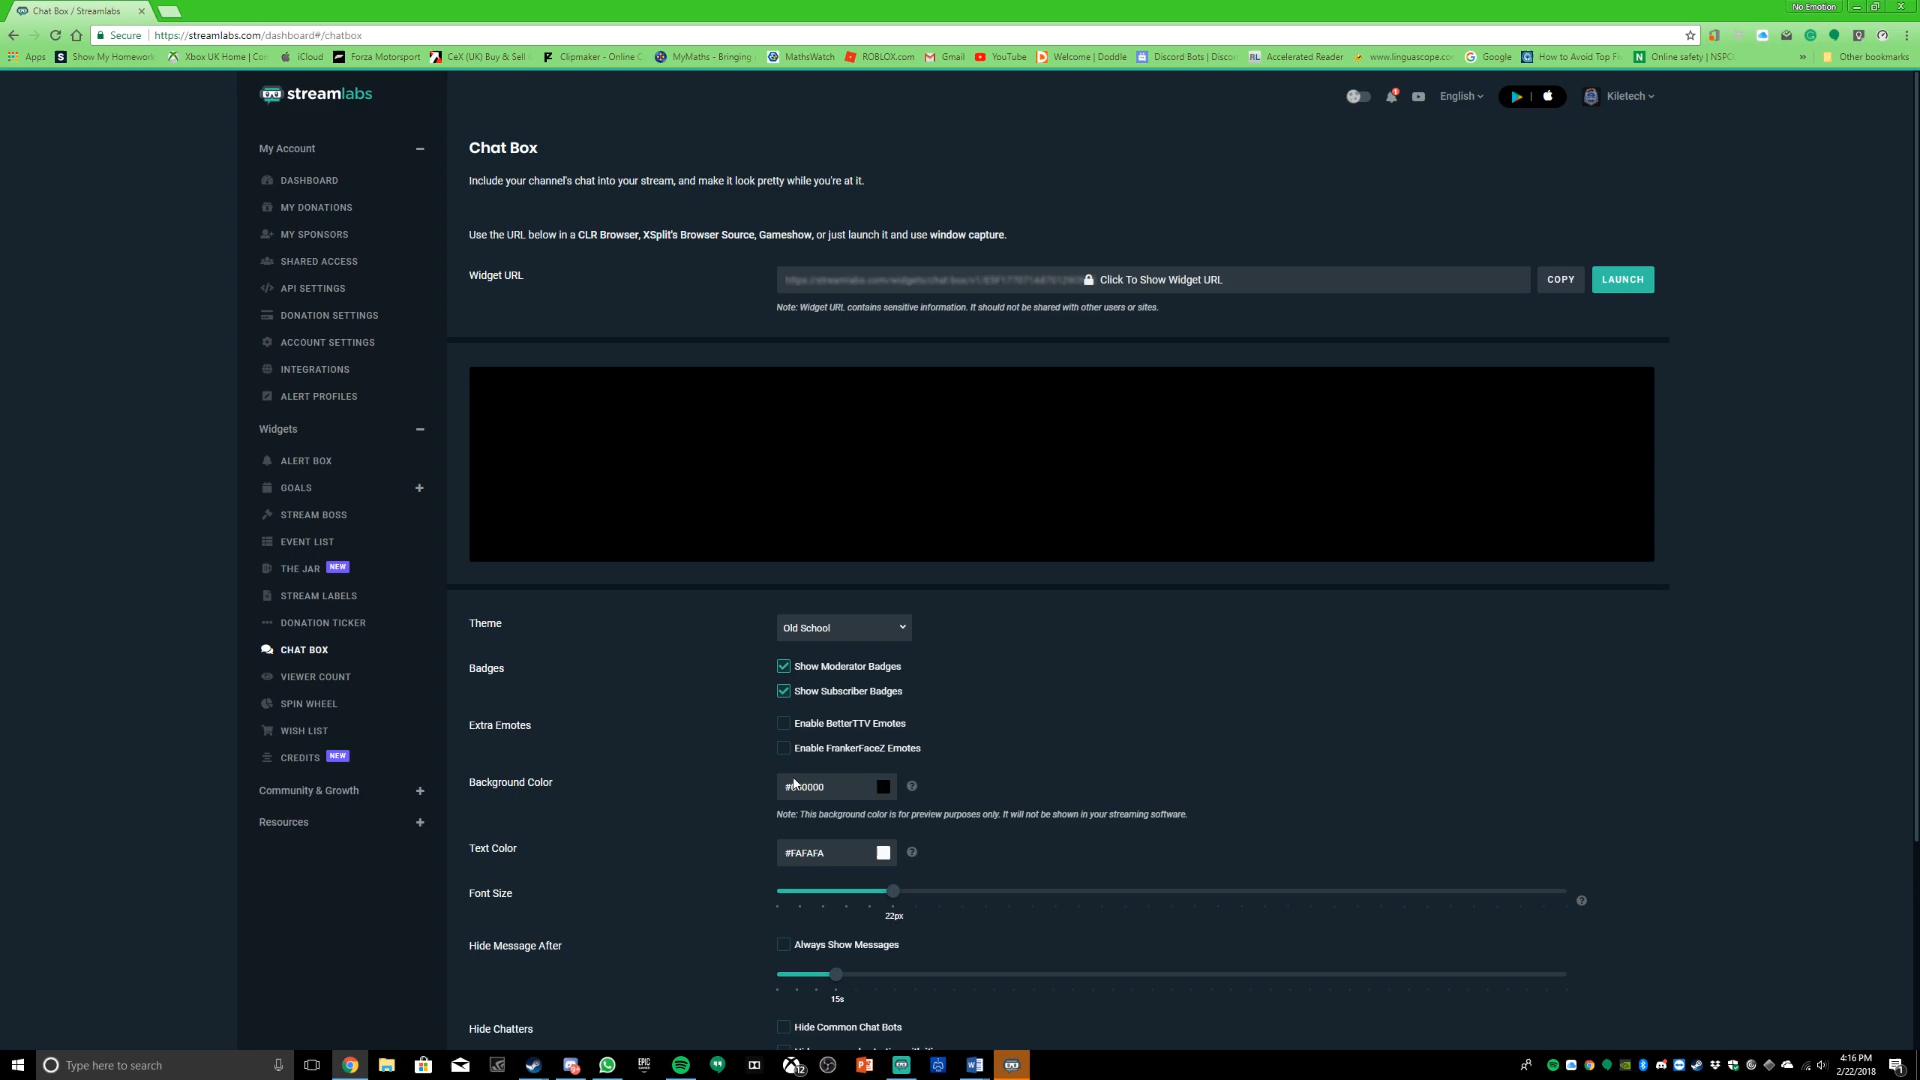 Chat Box / Streamlabs
No Emotion
Secure https://streamlabs.com/dashboard#/chatbox
Apps Show My Homework Xbox UK Home | Con iCloud Forza Motorsport CeX (UK) Buy & Sell Clipmaker - Online C MyMaths - Bringing MathsWatch ROBLOX.com Gmail YouTube Welcome | Doddle Discord Bots | Discor Accelerated Reader www.linguascope.co Google How to Avoid Top Fi Online safety | NSPC » Other bookmarks
streamlabs
English
Kiletech
My Account
DASHBOARD
MY DONATIONS
MY SPONSORS
SHARED ACCESS
API SETTINGS
DONATION SETTINGS
ACCOUNT SETTINGS
INTEGRATIONS
ALERT PROFILES
Widgets
ALERT BOX
GOALS
STREAM BOSS
EVENT LIST
THE JAR NEW
STREAM LABELS
DONATION TICKER
CHAT BOX
VIEWER COUNT
SPIN WHEEL
WISH LIST
CREDITS NEW
Community & Growth
Resources
Chat Box
Include your channel's chat into your stream, and make it look pretty while you're at it.
Use the URL below in a CLR Browser, XSplit's Browser Source, Gameshow, or just launch it and use window capture.
Widget URL
Click To Show Widget URL
COPY
LAUNCH
Note: Widget URL contains sensitive information. It should not be shared with other users or sites.
Theme
Old School
Badges
Show Moderator Badges
Show Subscriber Badges
Extra Emotes
Enable BetterTTV Emotes
Enable FrankerFaceZ Emotes
Background Color
#000000
Note: This background color is for preview purposes only. It will not be shown in your streaming software.
Text Color
#FAFAFA
Font Size
22px
Hide Message After
Always Show Messages
15s
Hide Chatters
Hide Common Chat Bots
Type here to search
EPIC GAMES
12
4:16 PM
2/22/2018